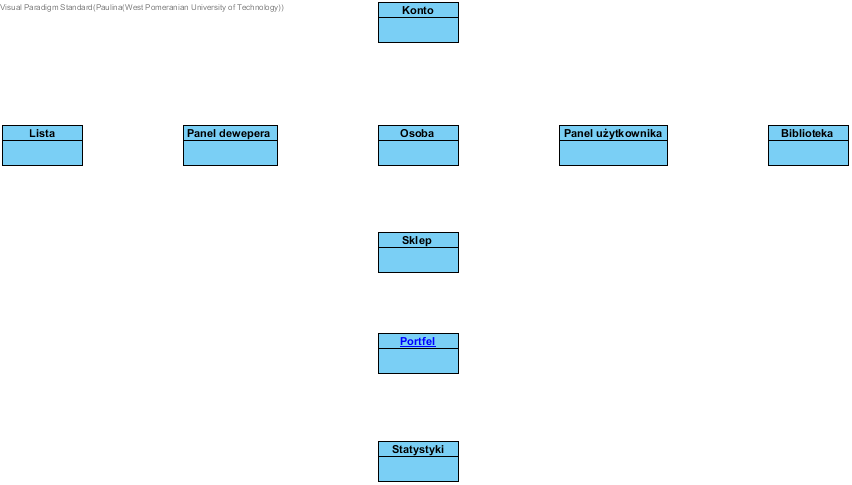 Visual Paradigm Standard(Paulina(West Pomeranian University of Technology))
Konto
Lista
Panel dewepera
Osoba
Panel użytkownika
Biblioteka
Sklep
Portfel
Statystyki